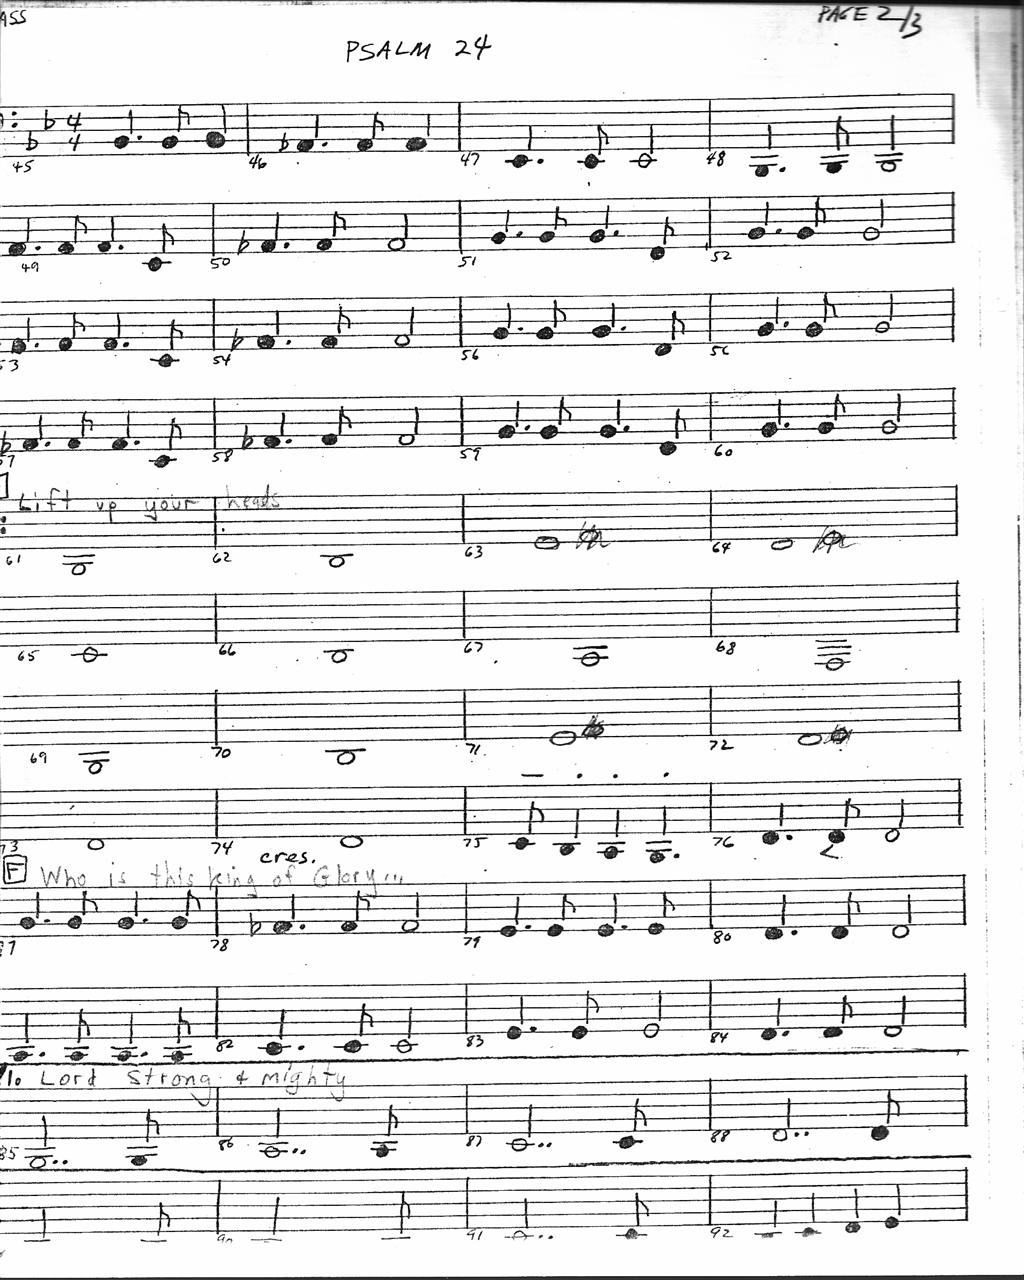 ASS PAGE 2/3
PSALM 24
4
4
45 46 47 48
49 50 51 52
53 54 56 56
57 58 59 60
Lift up your heads
61 62 63 64
65 66 67 68
69 70 71 72
73 74 75 76
cres.
F Who is this king of Glory...
77 78 79 80
82 83 84
1. Lord Strong & mighty
85 86 87 88
90 91 92